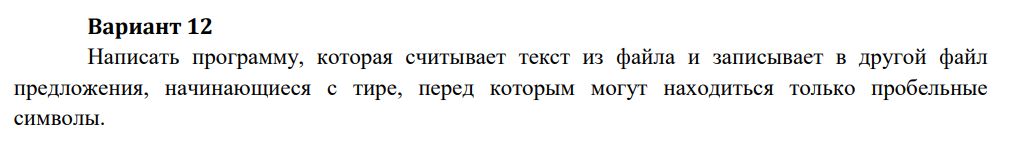 Вариант 12
Написать программу, которая считывает текст из файла и записывает в другой файл
предложения, начинающиеся с тире, перед которым могут находиться только пробельные
символы.